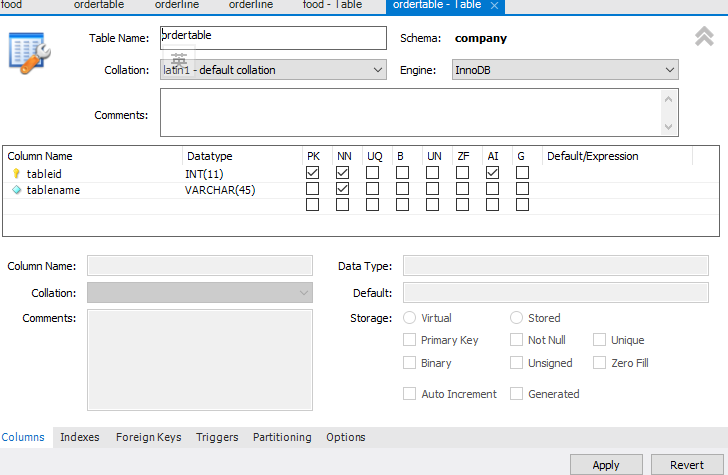 food ordertable orderline orderline food - Table ordertable - Table
Table Name: ordertable Schema: company
英
Collation: latin1 - default collation Engine: InnoDB
Comments:
Column Name Datatype PK NN UQ B UN ZF AI G Default/Expression
tableid INT(11)
tablename VARCHAR(45)
Column Name: Data Type:
Collation: Default:
Comments: Storage: Virtual Stored
Primary Key Not Null Unique
Binary Unsigned Zero Fill
Auto Increment Generated
Columns Indexes Foreign Keys Triggers Partitioning Options
Apply Revert